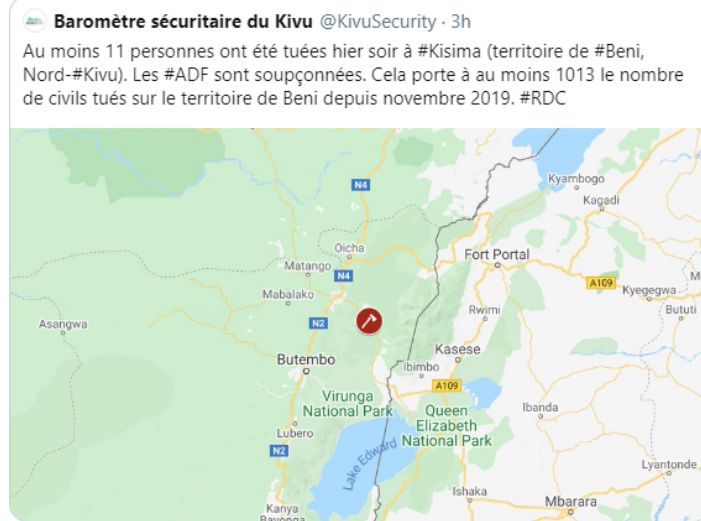 Baromètre sécuritaire du Kivu @KivuSecurity · 3h
Au moins 11 personnes ont été tuées hier soir à #Kisima (territoire de #Beni,
Nord-#Kivu). Les #ADF sont soupçonnées. Cela porte à au moins 1013 le nombre
de civils tués sur le territoire de Beni depuis novembre 2019. #RDC
N4
Kyambogo
Kagadi
Oicha
Fort Portal
Matango
N4
A109
Kyegegwa
Mabalako
Rwimi
Bututi
Asangwa
N2
Kasese
Butembo
Ibimbo
A109
Virunga
National Park
Queen
Elizabeth
National Park
Ibanda
Lubero
N2
Lake Edward
Lyantonde
Ishaka
Mbarara
Kanya
Bayonga